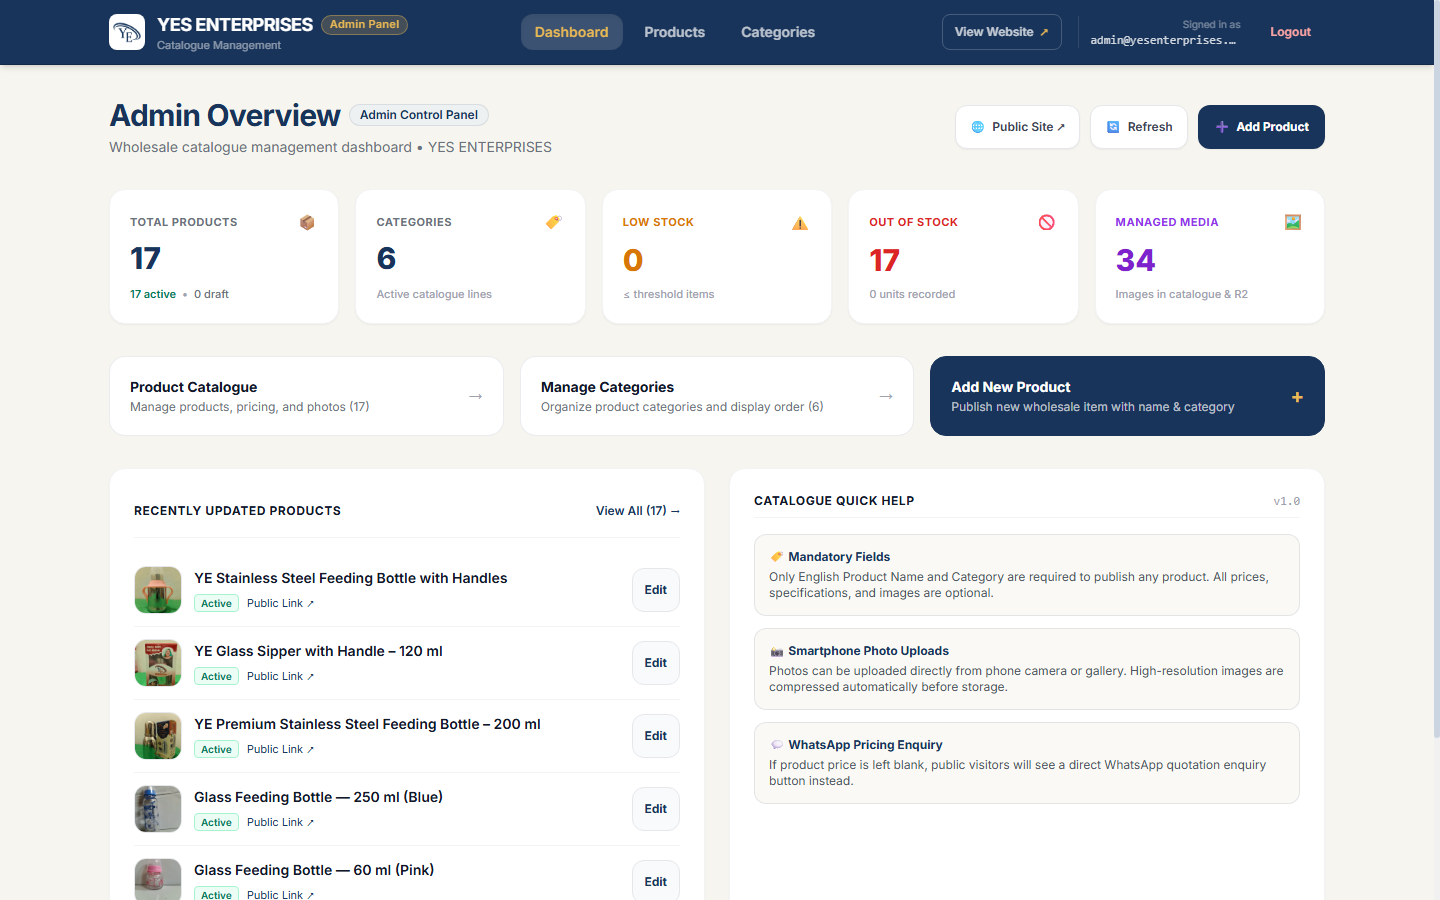 YE
YES ENTERPRISES
Admin Panel
Catalogue Management
Dashboard
Products
Categories
View Website ↗
Signed in as
admin@yesenterprises.…
Logout
Admin Overview
Admin Control Panel
Wholesale catalogue management dashboard • YES ENTERPRISES
Public Site ↗
Refresh
Add Product
TOTAL PRODUCTS
17
17 active • 0 draft
CATEGORIES
6
Active catalogue lines
LOW STOCK
0
≤ threshold items
OUT OF STOCK
17
0 units recorded
MANAGED MEDIA
34
Images in catalogue & R2
Product Catalogue
Manage products, pricing, and photos (17)
→
Manage Categories
Organize product categories and display order (6)
→
Add New Product
Publish new wholesale item with name & category
+
RECENTLY UPDATED PRODUCTS
View All (17) →
YE Stainless Steel Feeding Bottle with Handles
Active Public Link ↗
Edit
YE Glass Sipper with Handle – 120 ml
Active Public Link ↗
Edit
YE Premium Stainless Steel Feeding Bottle – 200 ml
Active Public Link ↗
Edit
Glass Feeding Bottle — 250 ml (Blue)
Active Public Link ↗
Edit
Glass Feeding Bottle — 60 ml (Pink)
Active Public Link ↗
Edit
CATALOGUE QUICK HELP
v1.0
Mandatory Fields
Only English Product Name and Category are required to publish any product. All prices,
specifications, and images are optional.
Smartphone Photo Uploads
Photos can be uploaded directly from phone camera or gallery. High-resolution images are
compressed automatically before storage.
WhatsApp Pricing Enquiry
If product price is left blank, public visitors will see a direct WhatsApp quotation enquiry
button instead.